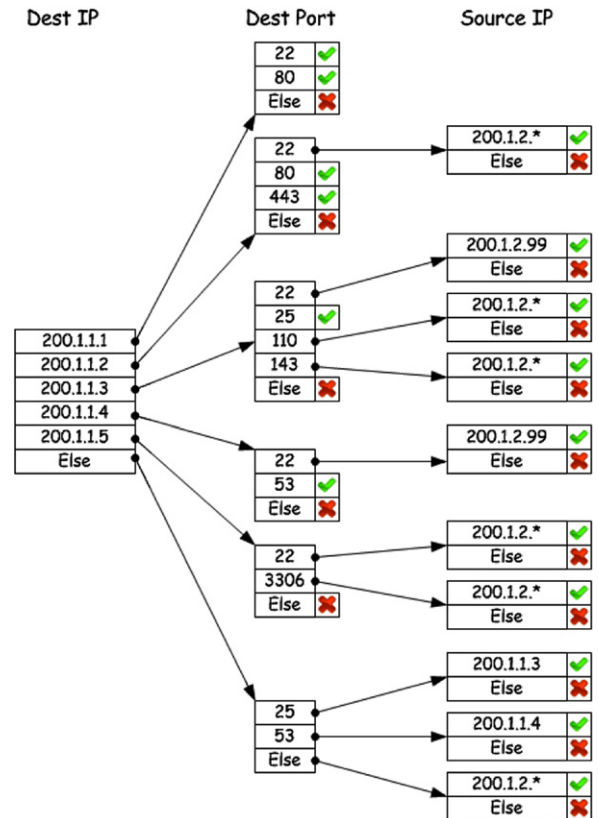 Dest IP
Dest Port
Source IP
200.1.1.1
200.1.1.2
200.1.1.3
200.1.1.4
200.1.1.5
Else
22
80
Else
22
80
443
Else
22
25
110
143
Else
22
53
Else
22
3306
Else
25
53
Else
200.1.2.*
Else
200.1.2.99
Else
200.1.2.*
Else
200.1.2.*
Else
200.1.2.99
Else
200.1.2.*
Else
200.1.2.*
Else
200.1.1.3
Else
200.1.1.4
Else
200.1.2.*
Else